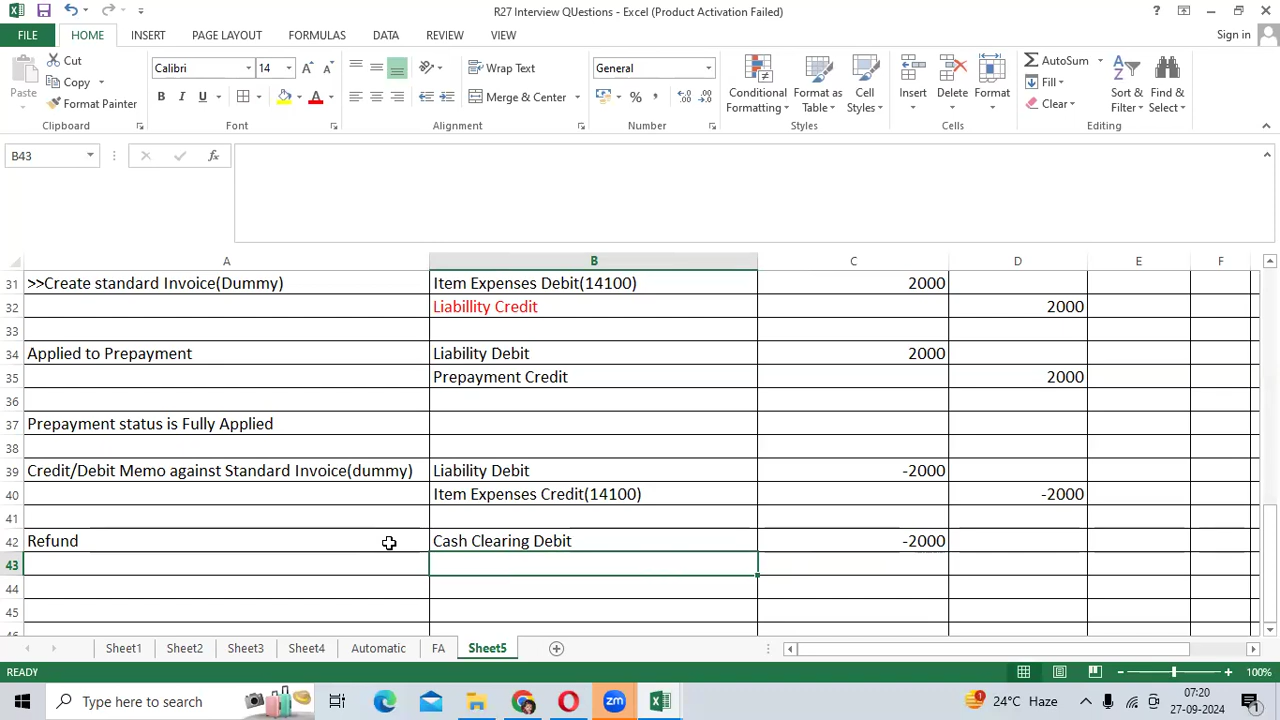 R27 Interview QUestions - Excel (Product Activation Failed)
FILE HOME INSERT PAGE LAYOUT FORMULAS DATA REVIEW VIEW Sign in
Paste
Cut
Copy
Format Painter
Clipboard
Calibri 14
B I U
Font
Wrap Text
Merge & Center
Alignment
General
%
Number
Conditional Formatting
Format as Table
Cell Styles
Styles
Insert Delete Format
Cells
AutoSum
Fill
Clear
Sort & Filter
Find & Select
Editing
B43
A B C D E F
31 >>Create standard Invoice(Dummy) Item Expenses Debit(14100) 2000
32 Liabillity Credit 2000
33
34 Applied to Prepayment Liability Debit 2000
35 Prepayment Credit 2000
36
37 Prepayment status is Fully Applied
38
39 Credit/Debit Memo against Standard Invoice(dummy) Liability Debit -2000
40 Item Expenses Credit(14100) -2000
41
42 Refund Cash Clearing Debit -2000
43
44
45
Sheet1 Sheet2 Sheet3 Sheet4 Automatic FA Sheet5
READY 100%
Type here to search zm 24°C Haze 07:20
27-09-2024